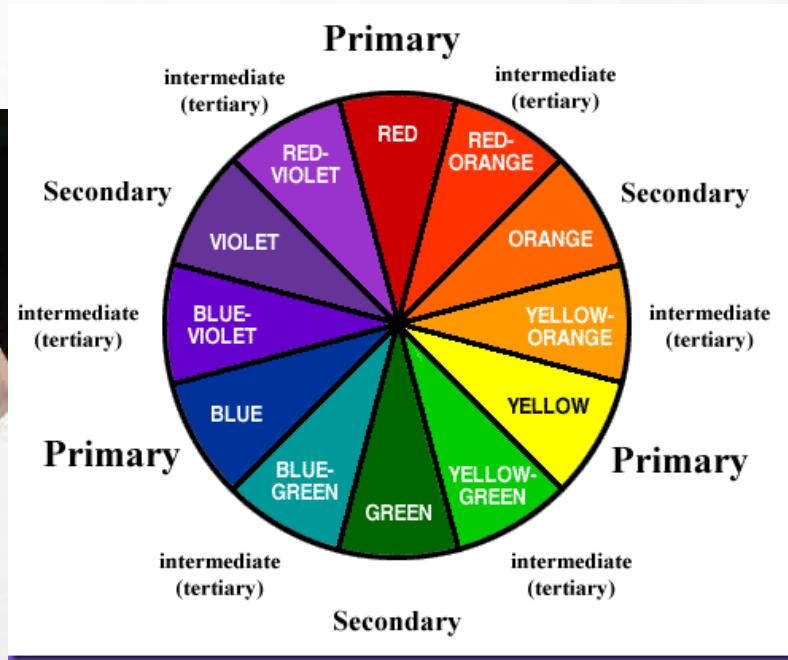 Primary
intermediate
(tertiary)
intermediate
(tertiary)
RED
RED-
VIOLET
RED-
ORANGE
Secondary
Secondary
VIOLET
ORANGE
intermediate
(tertiary)
BLUE-
VIOLET
YELLOW-
ORANGE
intermediate
(tertiary)
BLUE
YELLOW
Primary
Primary
BLUE-
GREEN
YELLOW-
GREEN
GREEN
intermediate
(tertiary)
intermediate
(tertiary)
Secondary